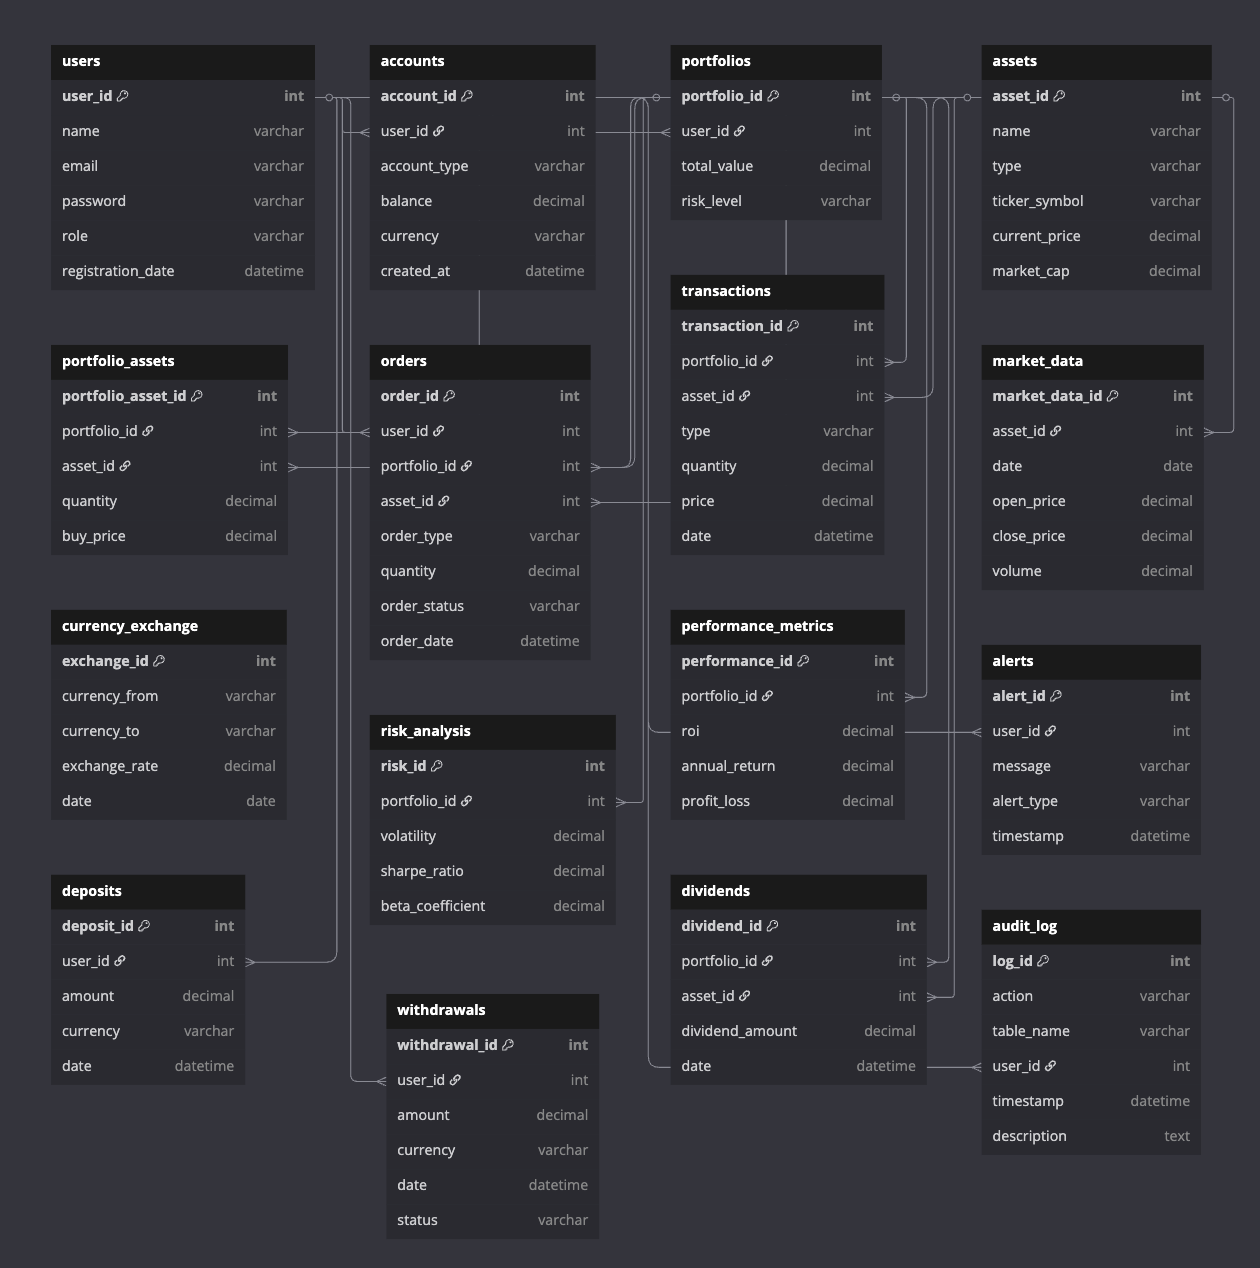 users
user_id int
name varchar
email varchar
password varchar
role varchar
registration_date datetime
accounts
account_id int
user_id int
account_type varchar
balance decimal
currency varchar
created_at datetime
portfolios
portfolio_id int
user_id int
total_value decimal
risk_level varchar
assets
asset_id int
name varchar
type varchar
ticker_symbol varchar
current_price decimal
market_cap decimal
portfolio_assets
portfolio_asset_id int
portfolio_id int
asset_id int
quantity decimal
buy_price decimal
orders
order_id int
user_id int
portfolio_id int
asset_id int
order_type varchar
quantity decimal
order_status varchar
order_date datetime
transactions
transaction_id int
portfolio_id int
asset_id int
type varchar
quantity decimal
price decimal
date datetime
market_data
market_data_id int
asset_id int
date date
open_price decimal
close_price decimal
volume decimal
currency_exchange
exchange_id int
currency_from varchar
currency_to varchar
exchange_rate decimal
date date
risk_analysis
risk_id int
portfolio_id int
volatility decimal
sharpe_ratio decimal
beta_coefficient decimal
performance_metrics
performance_id int
portfolio_id int
roi decimal
annual_return decimal
profit_loss decimal
alerts
alert_id int
user_id int
message varchar
alert_type varchar
timestamp datetime
deposits
deposit_id int
user_id int
amount decimal
currency varchar
date datetime
withdrawals
withdrawal_id int
user_id int
amount decimal
currency varchar
date datetime
status varchar
dividends
dividend_id int
portfolio_id int
asset_id int
dividend_amount decimal
date datetime
audit_log
log_id int
action varchar
table_name varchar
user_id int
timestamp datetime
description text